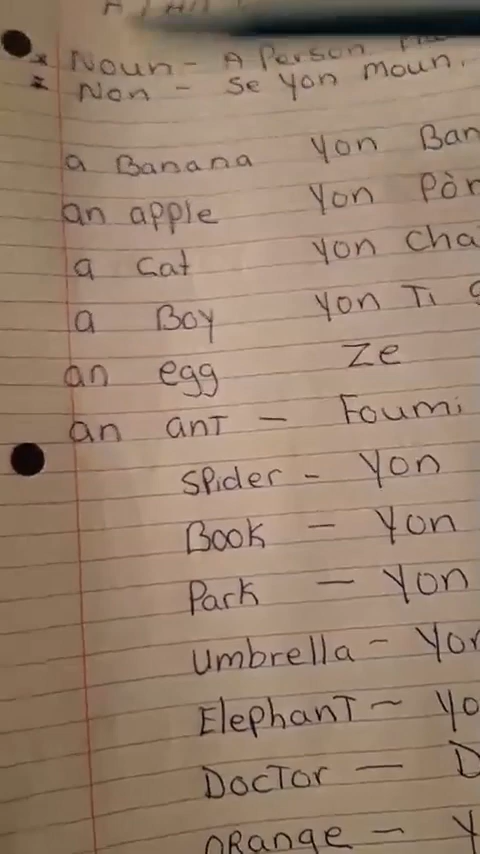 * Noun - A Person
* Non - Se yon moun.
a Banana yon Ban
an apple yon Pòr
a Cat yon Cha
a Boy yon Ti
an egg Ze
an anT - Foumi
Spider - yon
Book - yon
Park - yon
umbrella - yon
ElephanT - yo
DocTor - D
ORange - y